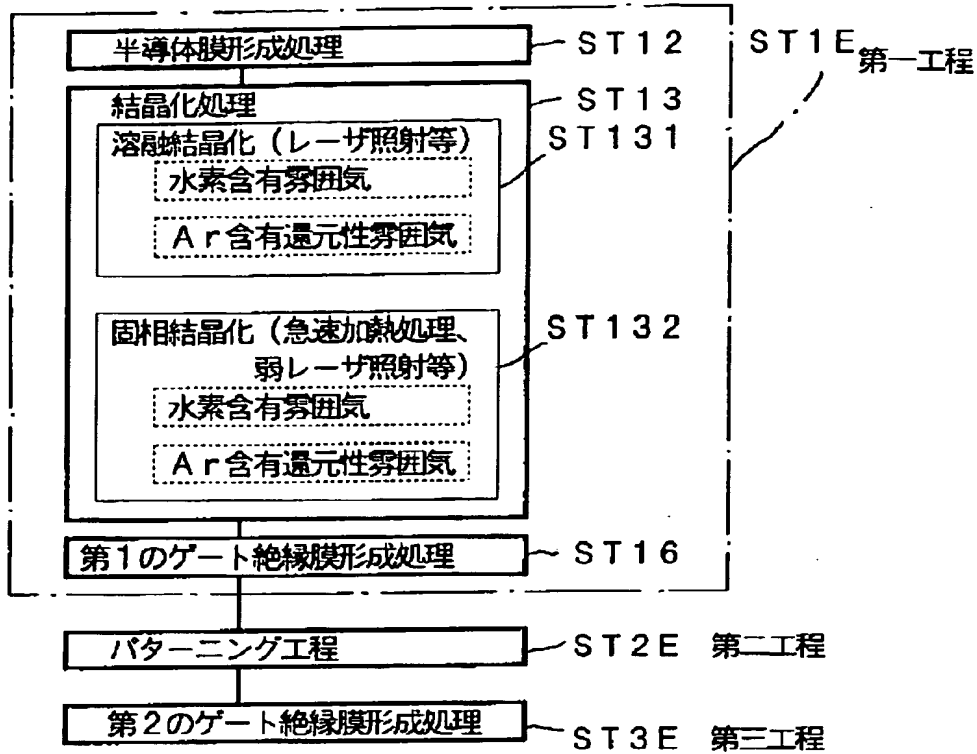 半導体膜形成処理 ST12
ST1E 第一工程
結晶化処理 ST13
溶融結晶化（レーザ照射等） ST131
水素含有雰囲気
Ar含有還元性雰囲気
固相結晶化（急速加熱処理、 ST132
弱レーザ照射等）
水素含有雰囲気
Ar含有還元性雰囲気
第1のゲート絶縁膜形成処理 ST16
パターニング工程 ST2E 第二工程
第2のゲート絶縁膜形成処理 ST3E 第三工程